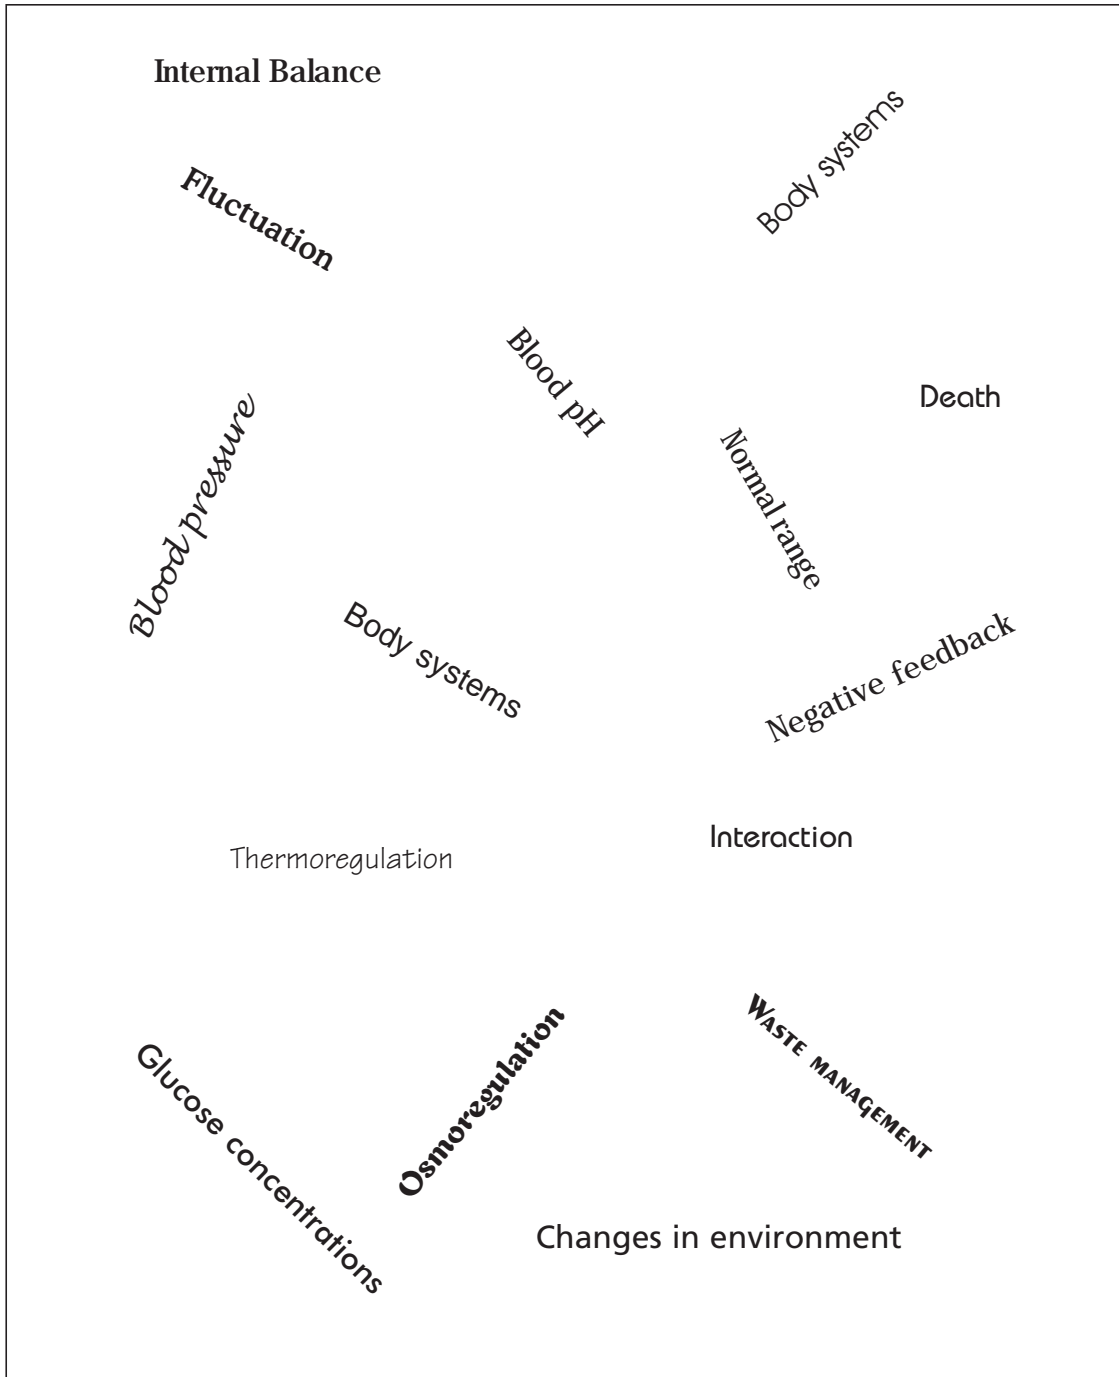 Internal Balance
Body systems
Fluctuation
Blood pH
Death
Blood pressure
Normal range
Body systems
Negative feedback
Interaction
Thermoregulation
Osmoregulation
Waste management
Glucose concentrations
Changes in environment